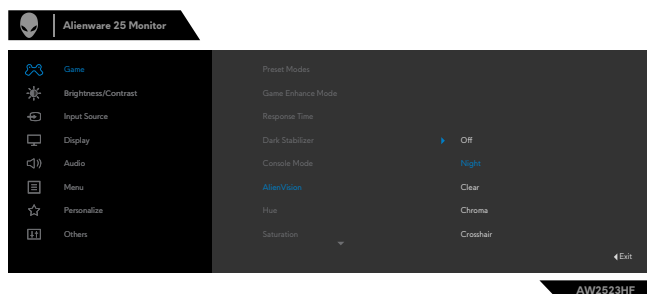 Alienware 25 Monitor
Game
Brightness/Contrast
Input Source
Display
Audio
Menu
Personalize
Others
Preset Modes
Game Enhance Mode
Response Time
Dark Stabilizer
Console Mode
AlienVision
Hue
Saturation
Off
Night
Clear
Chroma
Crosshair
Exit
AW2523HF